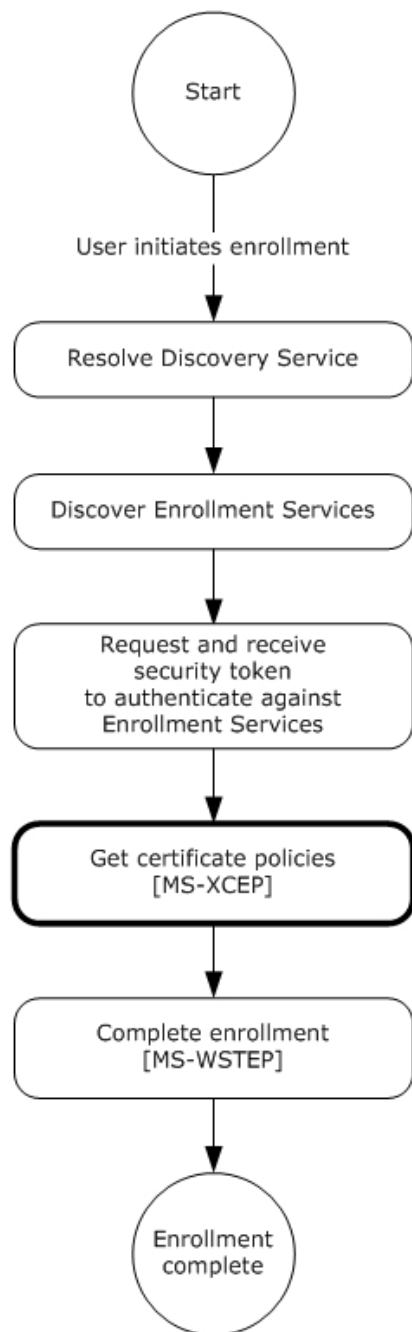 Start
User initiates enrollment
Resolve Discovery Service
Discover Enrollment Services
Request and receive
security token
to authenticate against
Enrollment Services
Get certificate policies
[MS-XCEP]
Complete enrollment
[MS-WSTEP]
Enrollment
complete